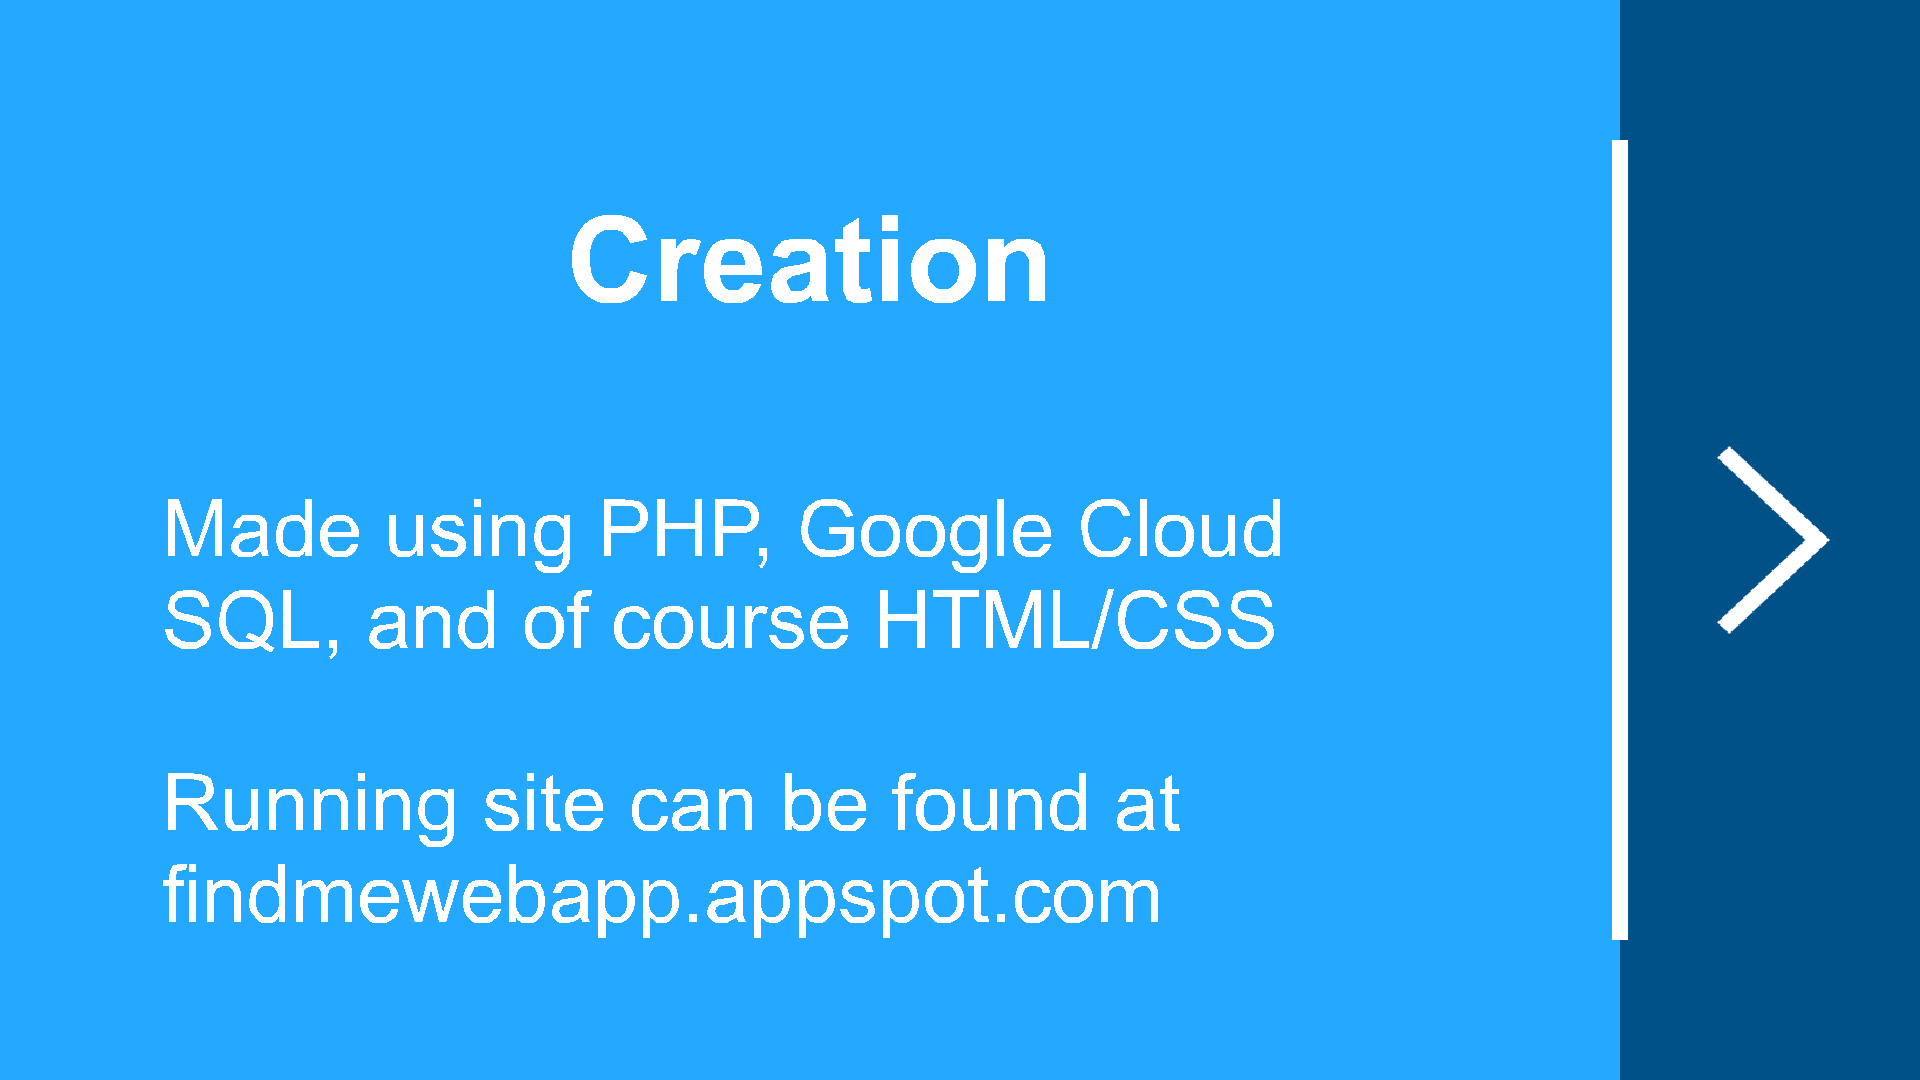 Creation
Made using PHP, Google Cloud
SQL, and of course HTML/CSS
Running site can be found at
findmewebapp.appspot.com